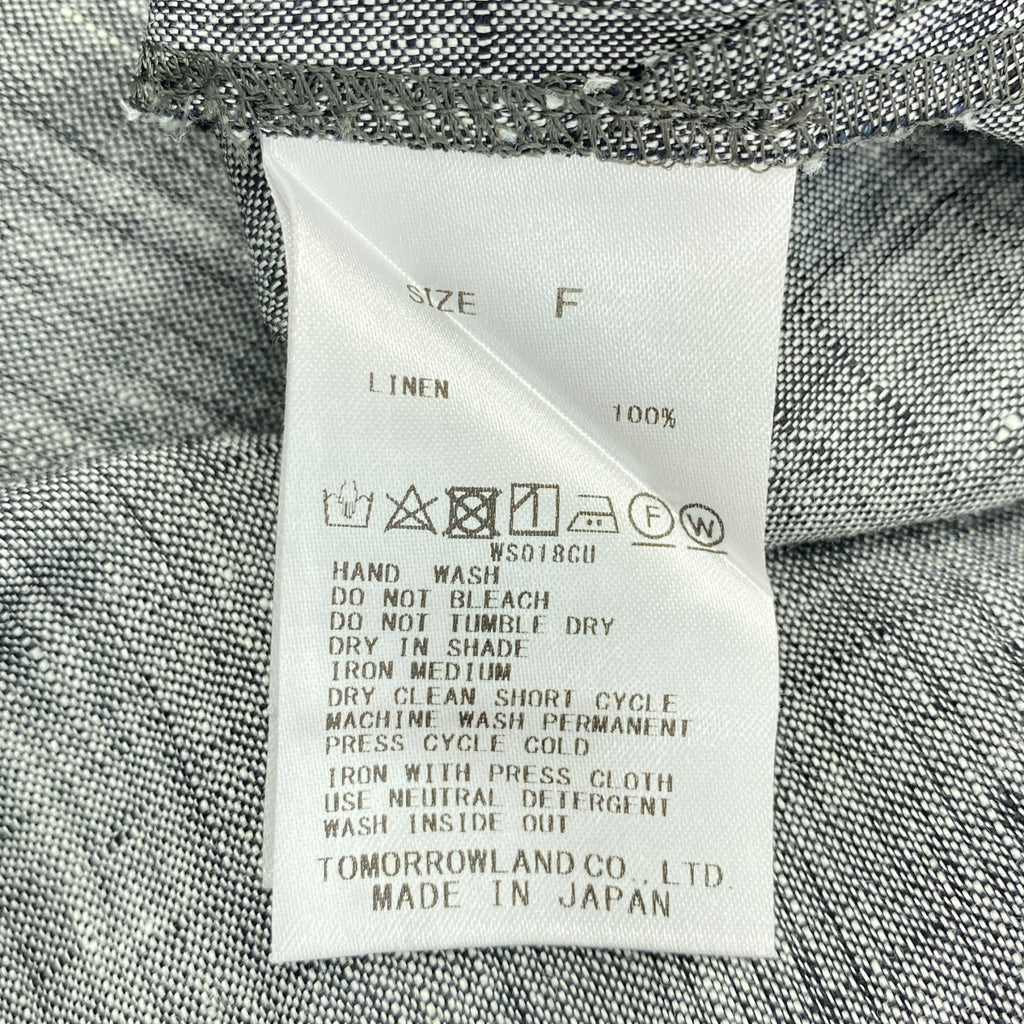 SIZE F
LINEN 100%
F W
WS018CU
HAND WASH
DO NOT BLEACH
DO NOT TUMBLE DRY
DRY IN SHADE
IRON MEDIUM
DRY CLEAN SHORT CYCLE
MACHINE WASH PERMANENT
PRESS CYCLE COLD
IRON WITH PRESS CLOTH
USE NEUTRAL DETERGENT
WASH INSIDE OUT
TOMORROWLAND CO., LTD.
MADE IN JAPAN